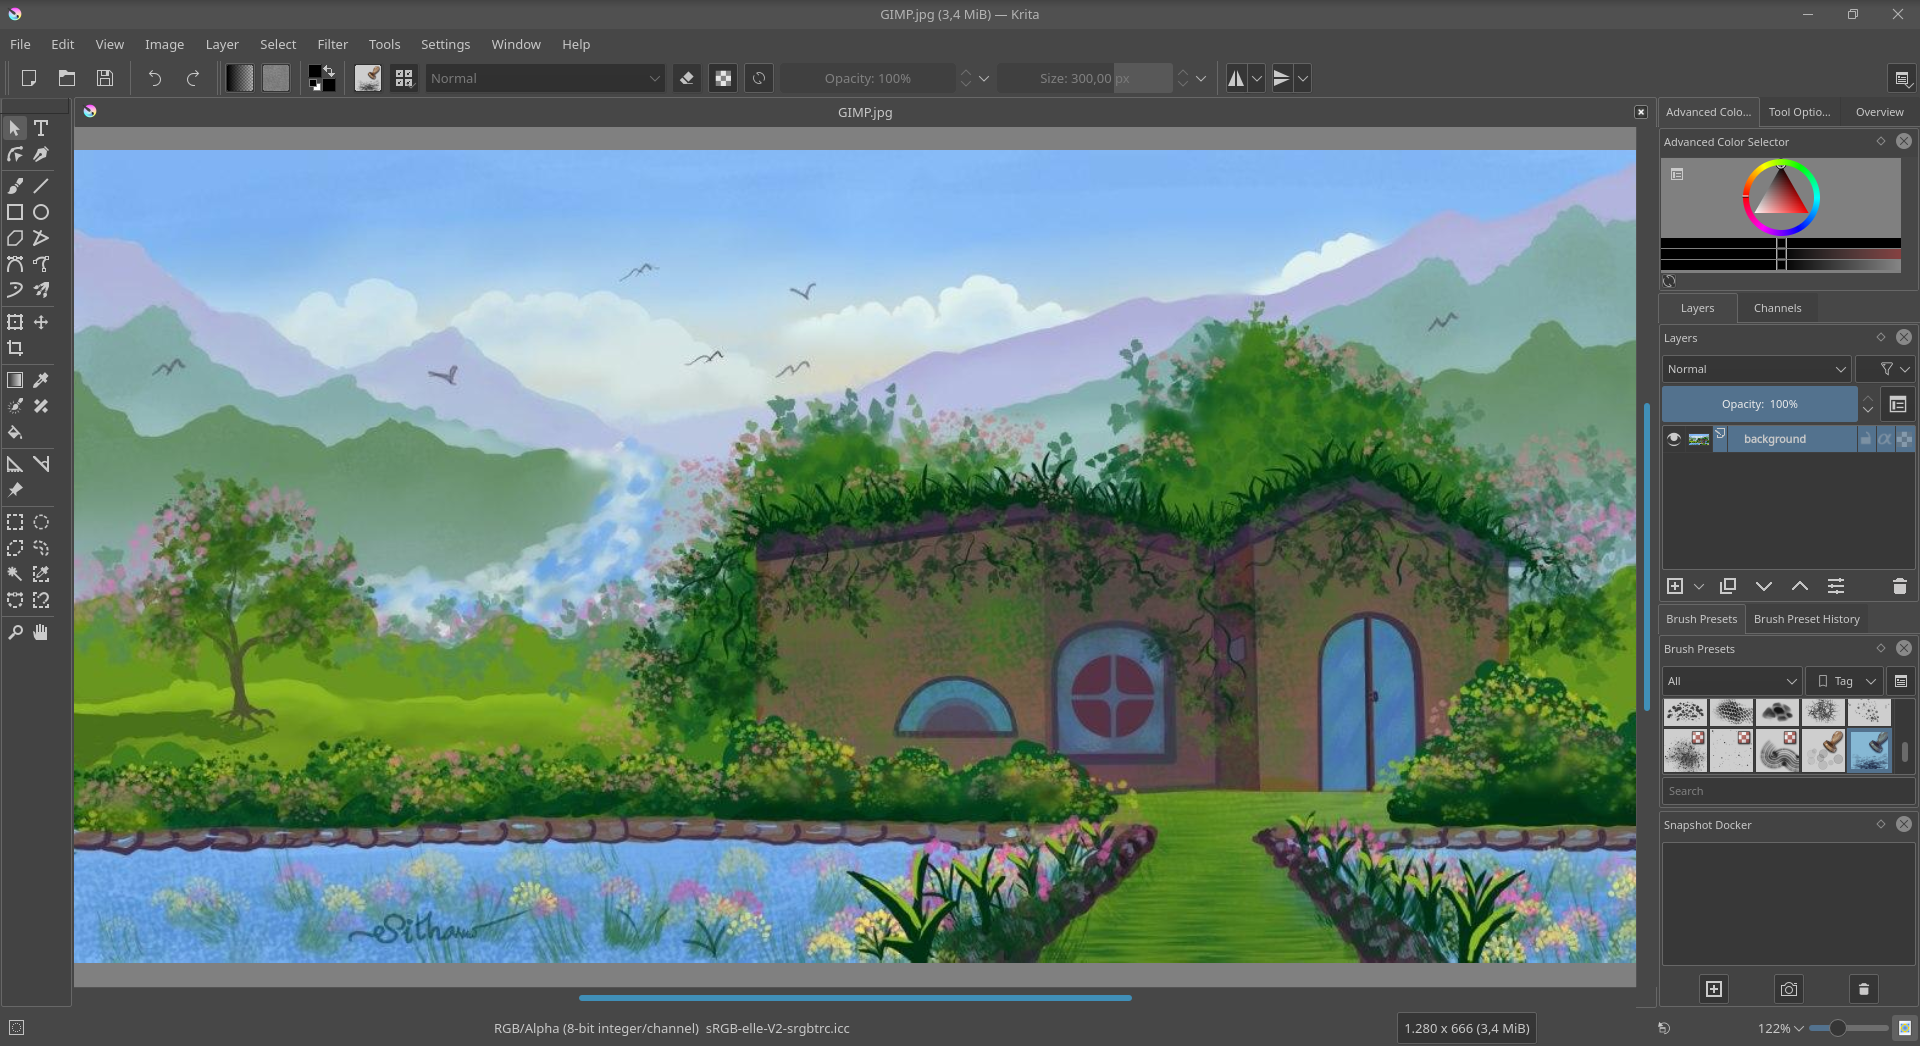 GIMP.jpg (3,4 MiB) — Krita
File Edit View Image Layer Select Filter Tools Settings Window Help
Normal Opacity: 100% Size: 300,00 px
GIMP.jpg
Advanced Colo... Tool Optio... Overview
Advanced Color Selector
Layers Channels
Layers
Normal
Opacity: 100%
background
Brush Presets Brush Preset History
Brush Presets
All Tag
Search
Snapshot Docker
RGB/Alpha (8-bit integer/channel) sRGB-elle-V2-srgbtrc.icc 1.280 x 666 (3,4 MiB) 122%